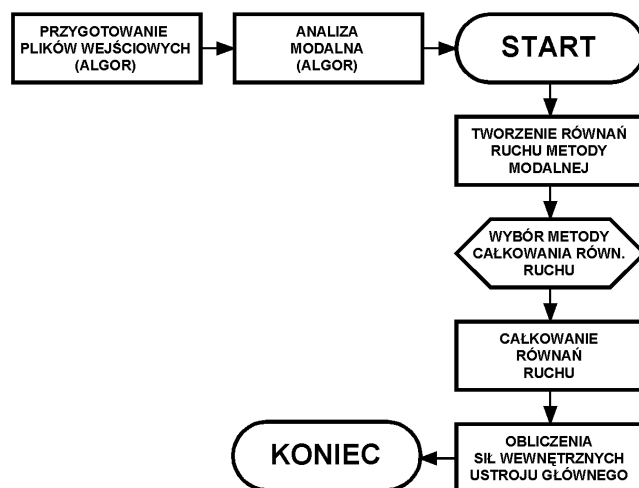 PRZYGOTOWANIE
PLIKÓW WEJŚCIOWYCH
(ALGOR)
ANALIZA
MODALNA
(ALGOR)
START
TWORZENIE RÓWNAŃ
RUCHU METODY
MODALNEJ
WYBÓR METODY
CAŁKOWANIA RÓWN.
RUCHU
CAŁKOWANIE
RÓWNAŃ
RUCHU
OBLICZENIA
SIŁ WEWNĘTRZNYCH
USTROJU GŁÓWNEGO
KONIEC